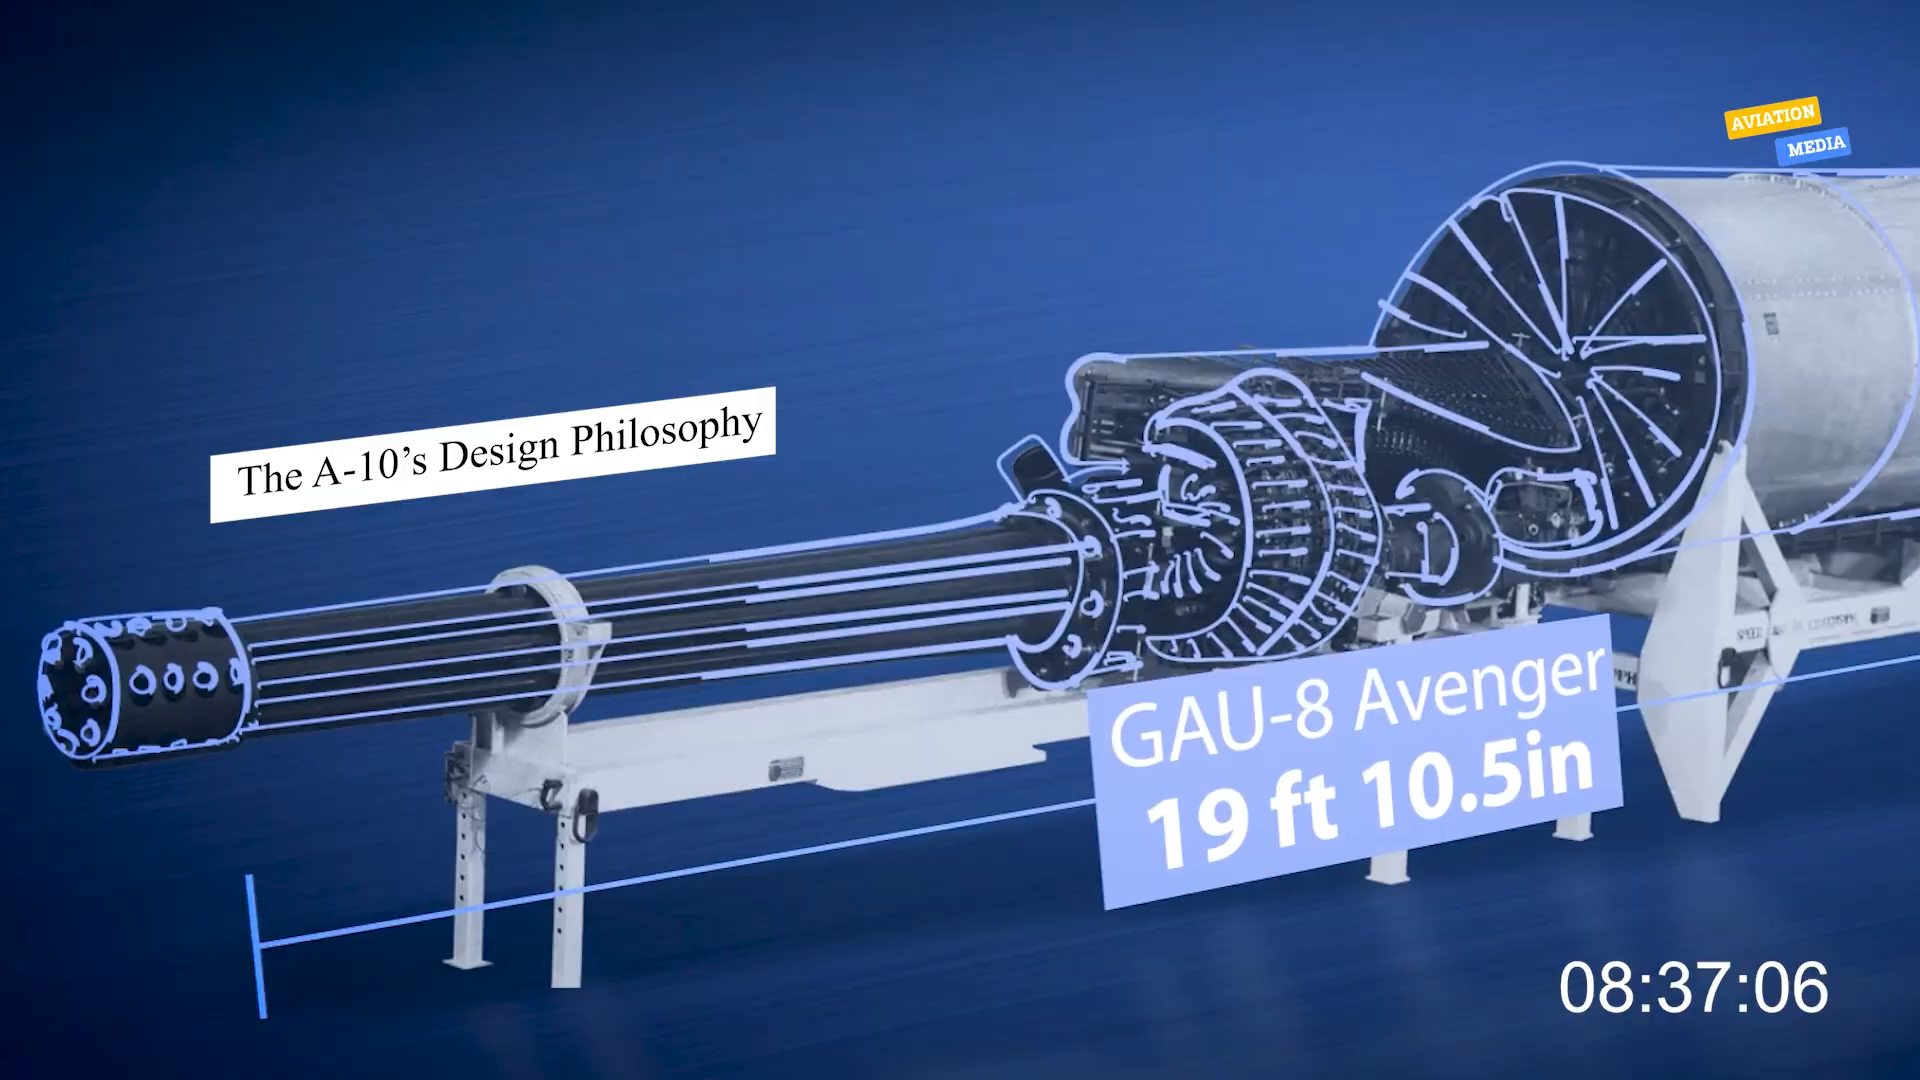 AVIATION
MEDIA
The A-10’s Design Philosophy
GAU-8 Avenger
19 ft 10.5in
08:37:06